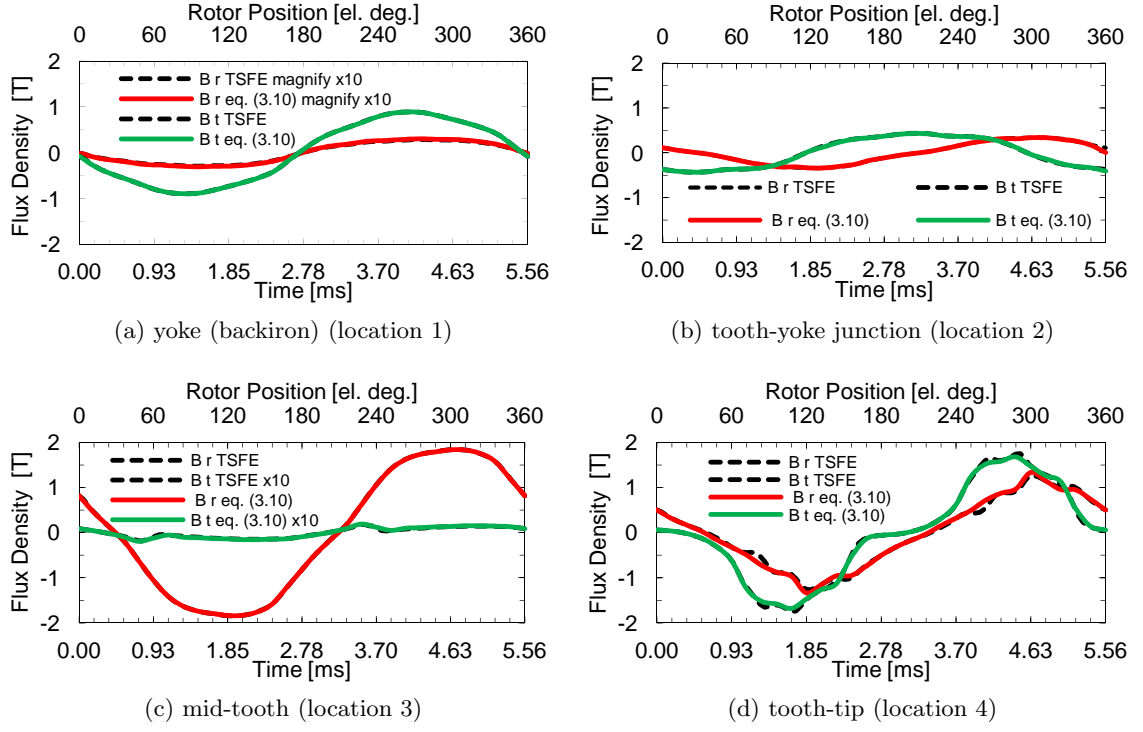 Rotor Position [el. deg.]
0 60 120 180 240 300 360
2
1
0
-1
-2
Flux Density [T]
B r TSFE magnify x10
B r eq. (3.10) magnify x10
B t TSFE
B t eq. (3.10)
0.00 0.93 1.85 2.78 3.70 4.63 5.56
Time [ms]
(a) yoke (backiron) (location 1)
Rotor Position [el. deg.]
0 60 120 180 240 300 360
2
1
0
-1
-2
Flux Density [T]
B r TSFE B t TSFE
B r eq. (3.10) B t eq. (3.10)
0.00 0.93 1.85 2.78 3.70 4.63 5.56
Time [ms]
(b) tooth-yoke junction (location 2)
Rotor Position [el. deg.]
0 60 120 180 240 300 360
2
1
0
-1
-2
Flux Density [T]
B r TSFE
B t TSFE x10
B r eq. (3.10)
B t eq. (3.10) x10
0.00 0.93 1.85 2.78 3.70 4.63 5.56
Time [ms]
(c) mid-tooth (location 3)
Rotor Position [el. deg.]
0 60 120 180 240 300 360
2
1
0
-1
-2
Flux Density [T]
B r TSFE
B t TSFE
B r eq. (3.10)
B t eq. (3.10)
0.00 0.93 1.85 2.78 3.70 4.63 5.56
Time [ms]
(d) tooth-tip (location 4)